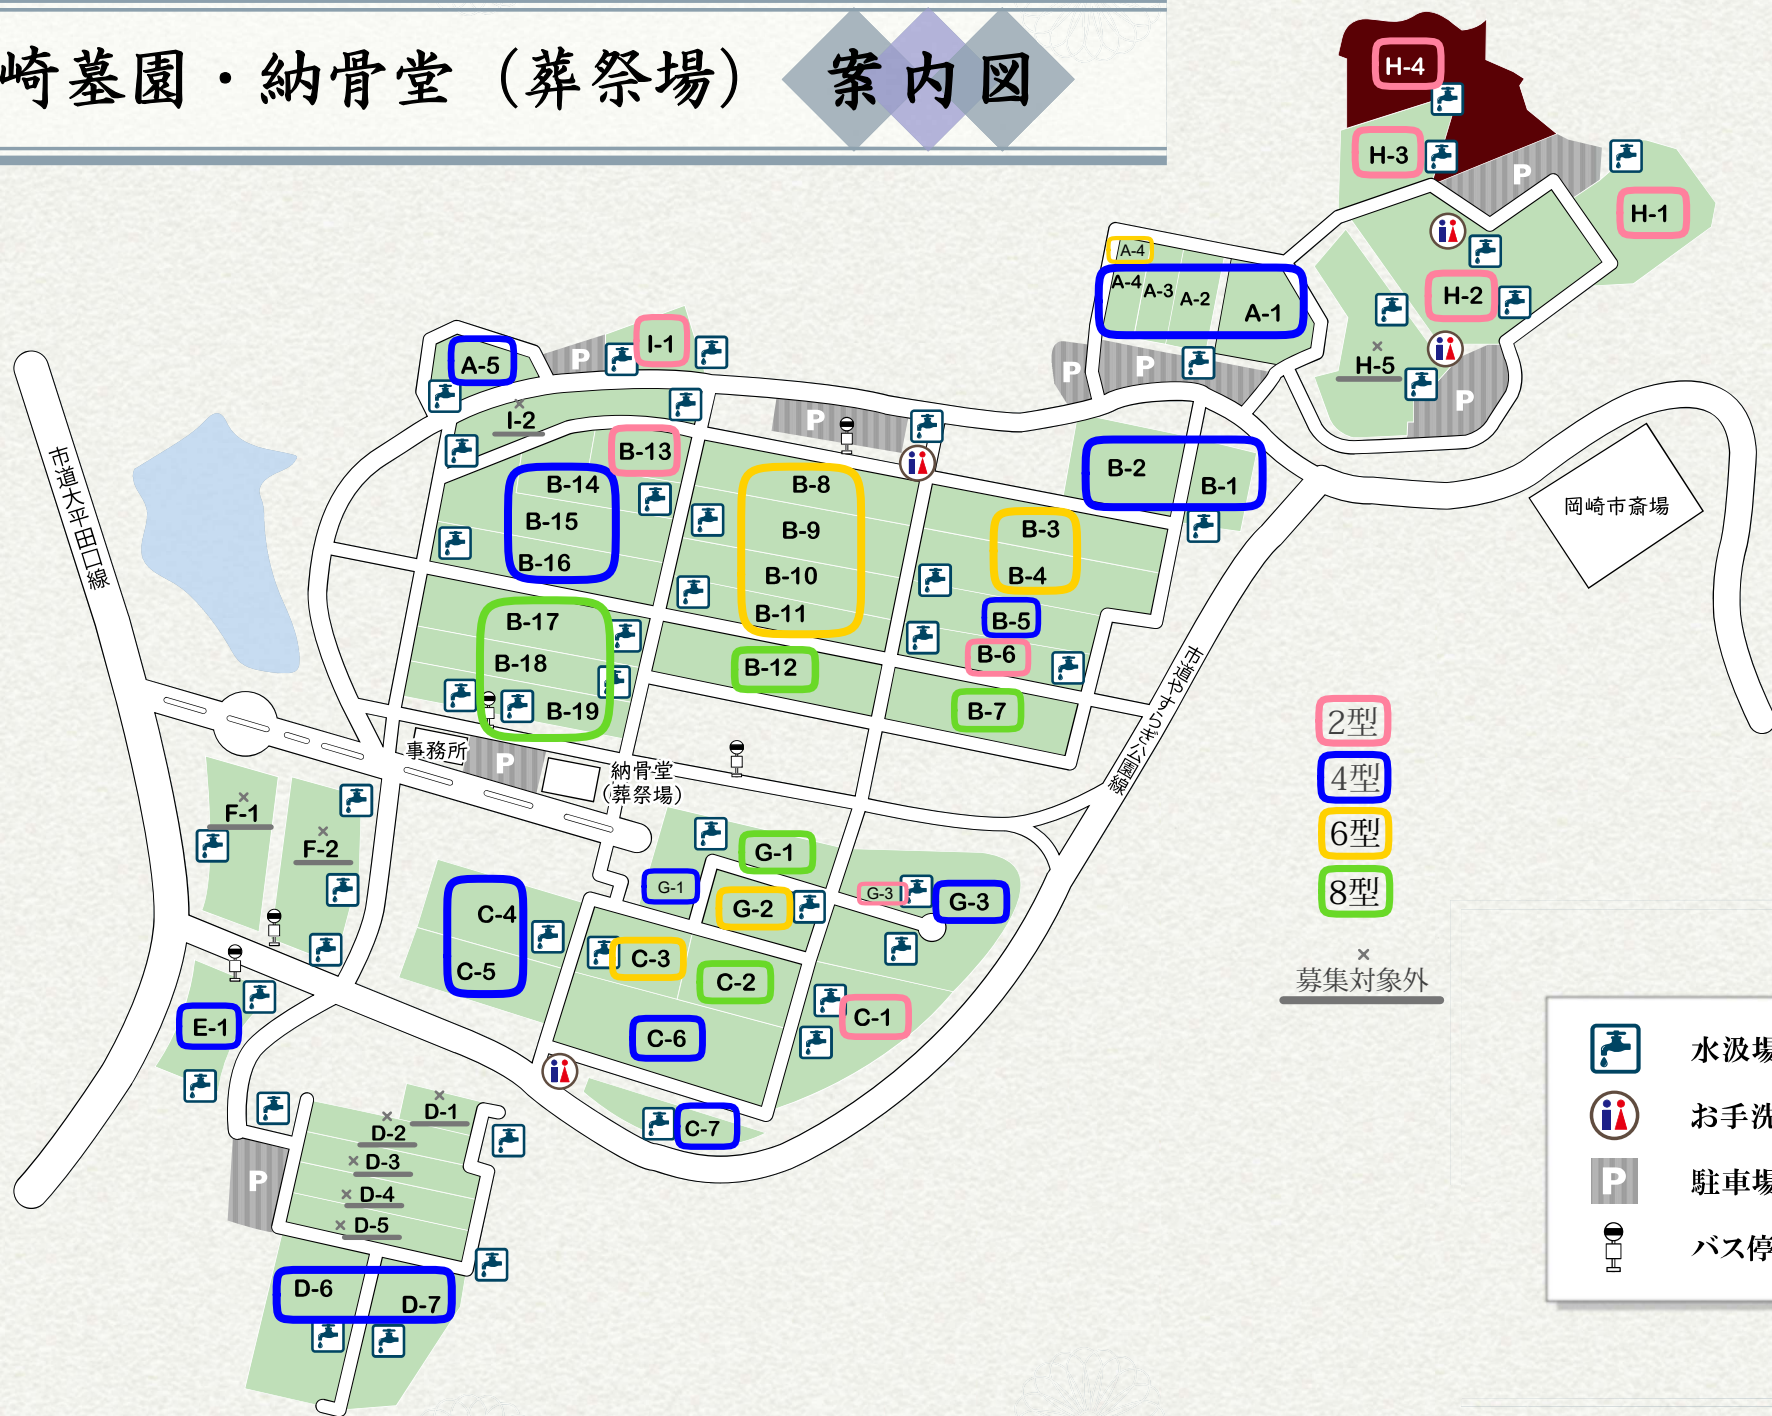 崎墓園・納骨堂（葬祭場）
案内図
H-4
H-3
P
H-1
H-2
H-5
P
A-4
A-4
A-3
A-2
A-1
P
P
A-5
P
I-1
I-2
P
B-13
B-14
B-15
B-16
B-8
B-9
B-10
B-11
B-2
B-1
B-3
B-4
B-5
B-6
B-7
B-12
B-17
B-18
B-19
岡崎市斎場
市道大平田口線
市道やすらぎ公園線
事務所
P
納骨堂
（葬祭場）
F-1
F-2
G-1
G-1
G-2
G-3
G-3
C-4
C-5
C-3
C-2
C-1
C-6
C-7
E-1
D-1
D-2
D-3
D-4
D-5
P
D-6
D-7
2型
4型
6型
8型
×
募集対象外
水汲場
お手洗
P
駐車場
バス停